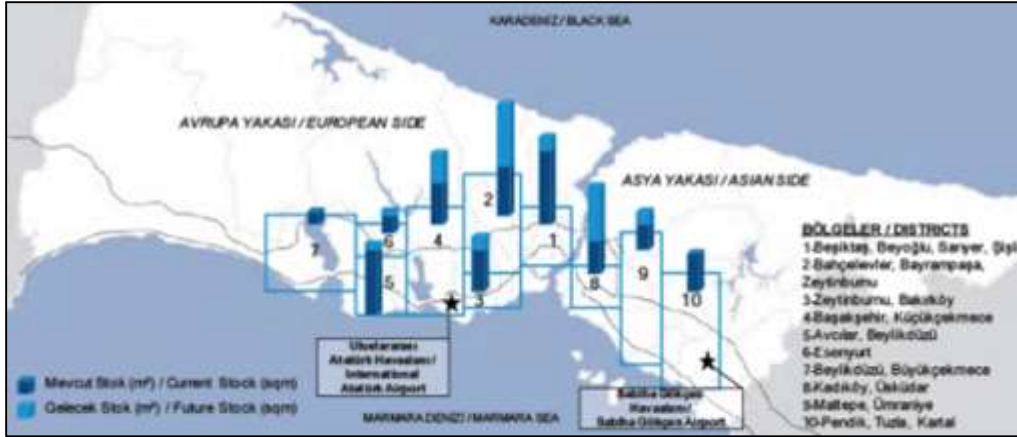 KARADENİZ / BLACK SEA
AVRUPA YAKASI / EUROPEAN SIDE
ASYA YAKASI / ASIAN SIDE
2
1
4
6
7
5
3
8
9
10
BÖLGELER / DISTRICTS
1-Beşiktaş, Beyoğlu, Sarıyer, Şişli
2-Bahçelievler, Bayrampaşa,
Zeytinburnu
3-Zeytinburnu, Bakırköy
4-Başakşehir, Küçükçekmece
5-Avcılar, Beylikdüzü
6-Esenyurt
7-Beylikdüzü, Büyükçekmece
8-Kadıköy, Üsküdar
9-Maltepe, Ümraniye
10-Pendik, Tuzla, Kartal
Uluslararası
Atatürk Havaalanı /
International
Atatürk Airport
Sabiha Gökçen
Havaalanı /
Sabiha Gökçen Airport
Mevcut Stok (m²) / Current Stock (sqm)
Gelecek Stok (m²) / Future Stock (sqm)
MARMARA DENİZİ / MARMARA SEA